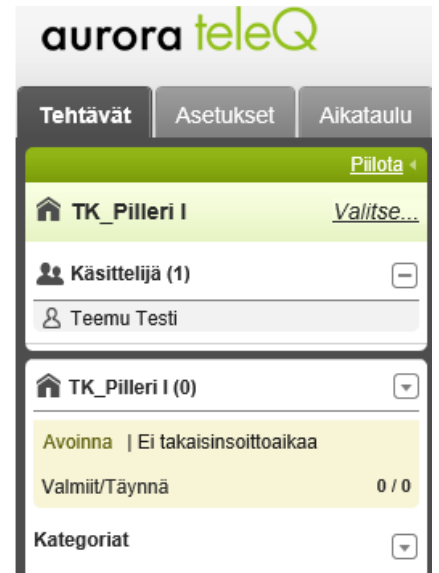 aurora teleQ
Tehtävät Asetukset Aikataulu
Piilota
TK_Pilleri I Valitse...
Käsittelijä (1)
Teemu Testi
TK_Pilleri I (0)
Avoinna | Ei takaisinsoittoaikaa
Valmiit/Täynnä 0 / 0
Kategoriat